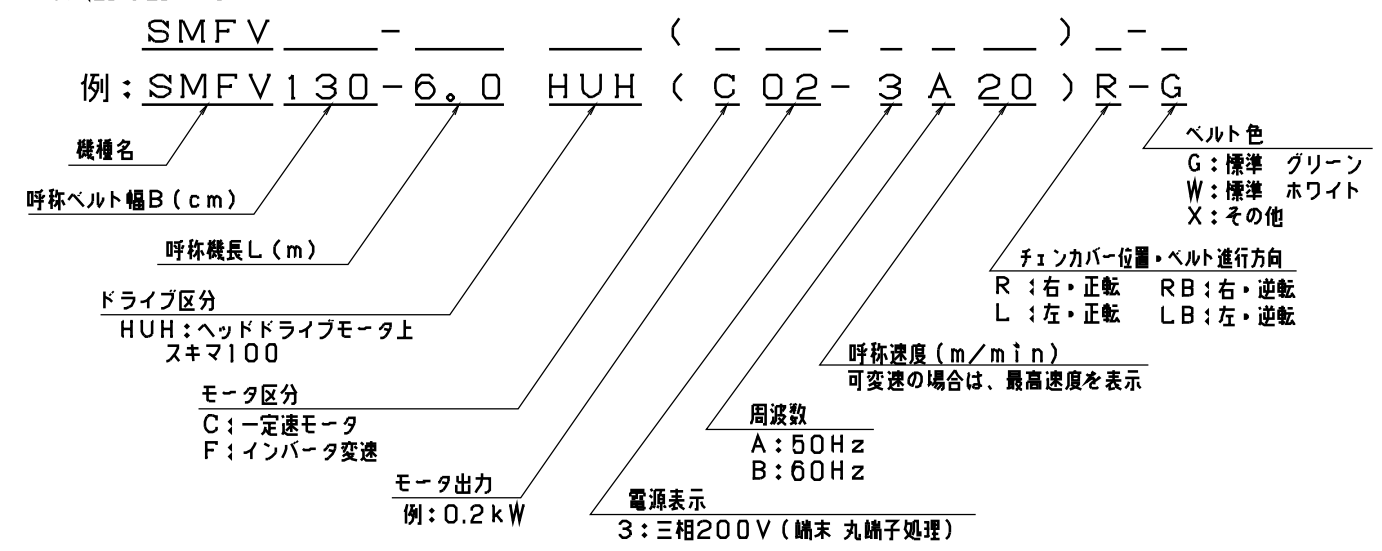 SMFV - ( - ) -
例：SMFV130-6.0 HUH（C02-3A20）R-G
機種名
呼称ベルト幅B（cm）
呼称機長L（m）
ドライブ区分
HUH：ヘッドドライブモータ上
スキマ100
モータ区分
C：一定速モータ
F：インバータ変速
モータ出力
例：0.2kW
電源表示
3：三相200V（端末 丸端子処理）
周波数
A：50Hz
B：60Hz
呼称速度（m/min）
可変速の場合は、最高速度を表示
チェンカバー位置・ベルト進行方向
R ：右・正転 RB：右・逆転
L ：左・正転 LB：左・逆転
ベルト色
G：標準 グリーン
W：標準 ホワイト
X：その他